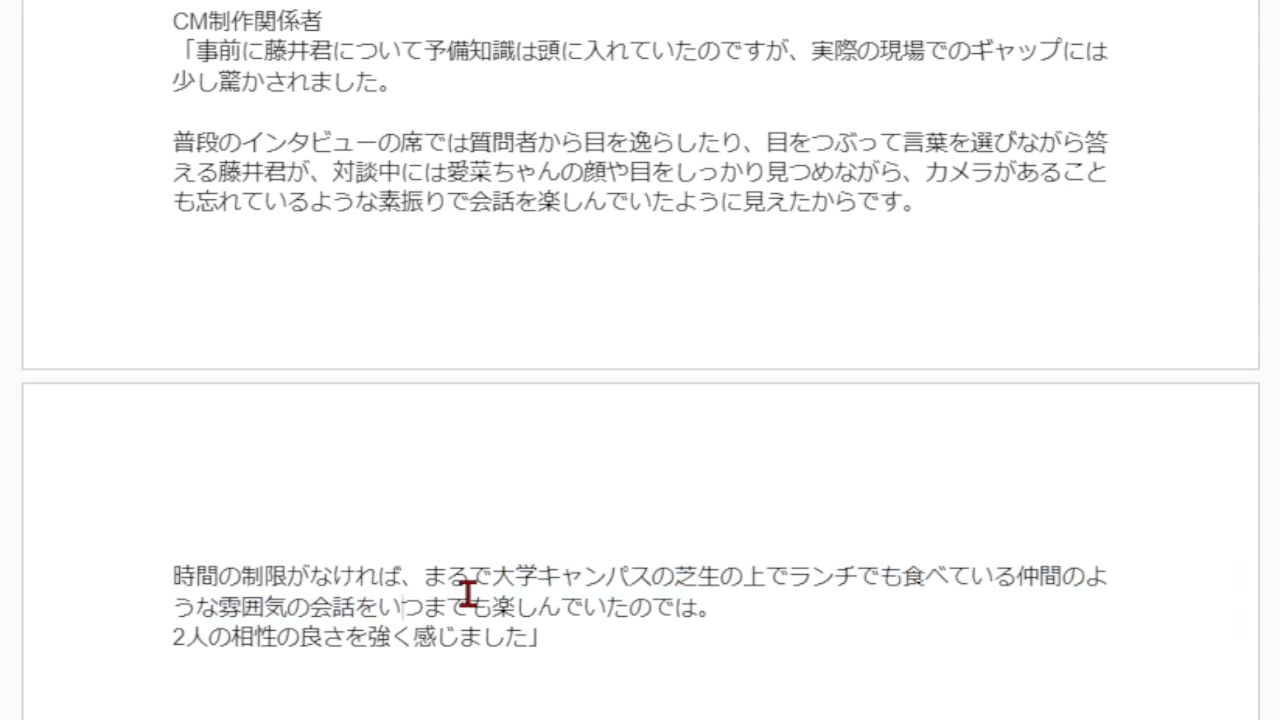 CM制作関係者
「事前に藤井君について予備知識は頭に入れていたのですが、実際の現場でのギャップには
少し驚かされました。
普段のインタビューの席では質問者から目を逸らしたり、目をつぶって言葉を選びながら答
える藤井君が、対談中には愛菜ちゃんの顔や目をしっかり見つめながら、カメラがあること
も忘れているような素振りで会話を楽しんでいたように見えたからです。
時間の制限がなければ、まるで大学キャンパスの芝生の上でランチでも食べている仲間のよ
うな雰囲気の会話をいつまでも楽しんでいたのでは。
2人の相性の良さを強く感じました」